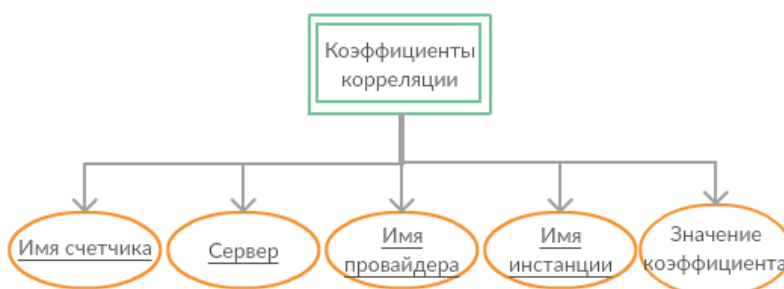 Коэффициенты
корреляции
Имя счетчика
Сервер
Имя
провайдера
Имя
инстанции
Значение
коэффициента